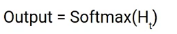 Output = Softmax(Hₜ)